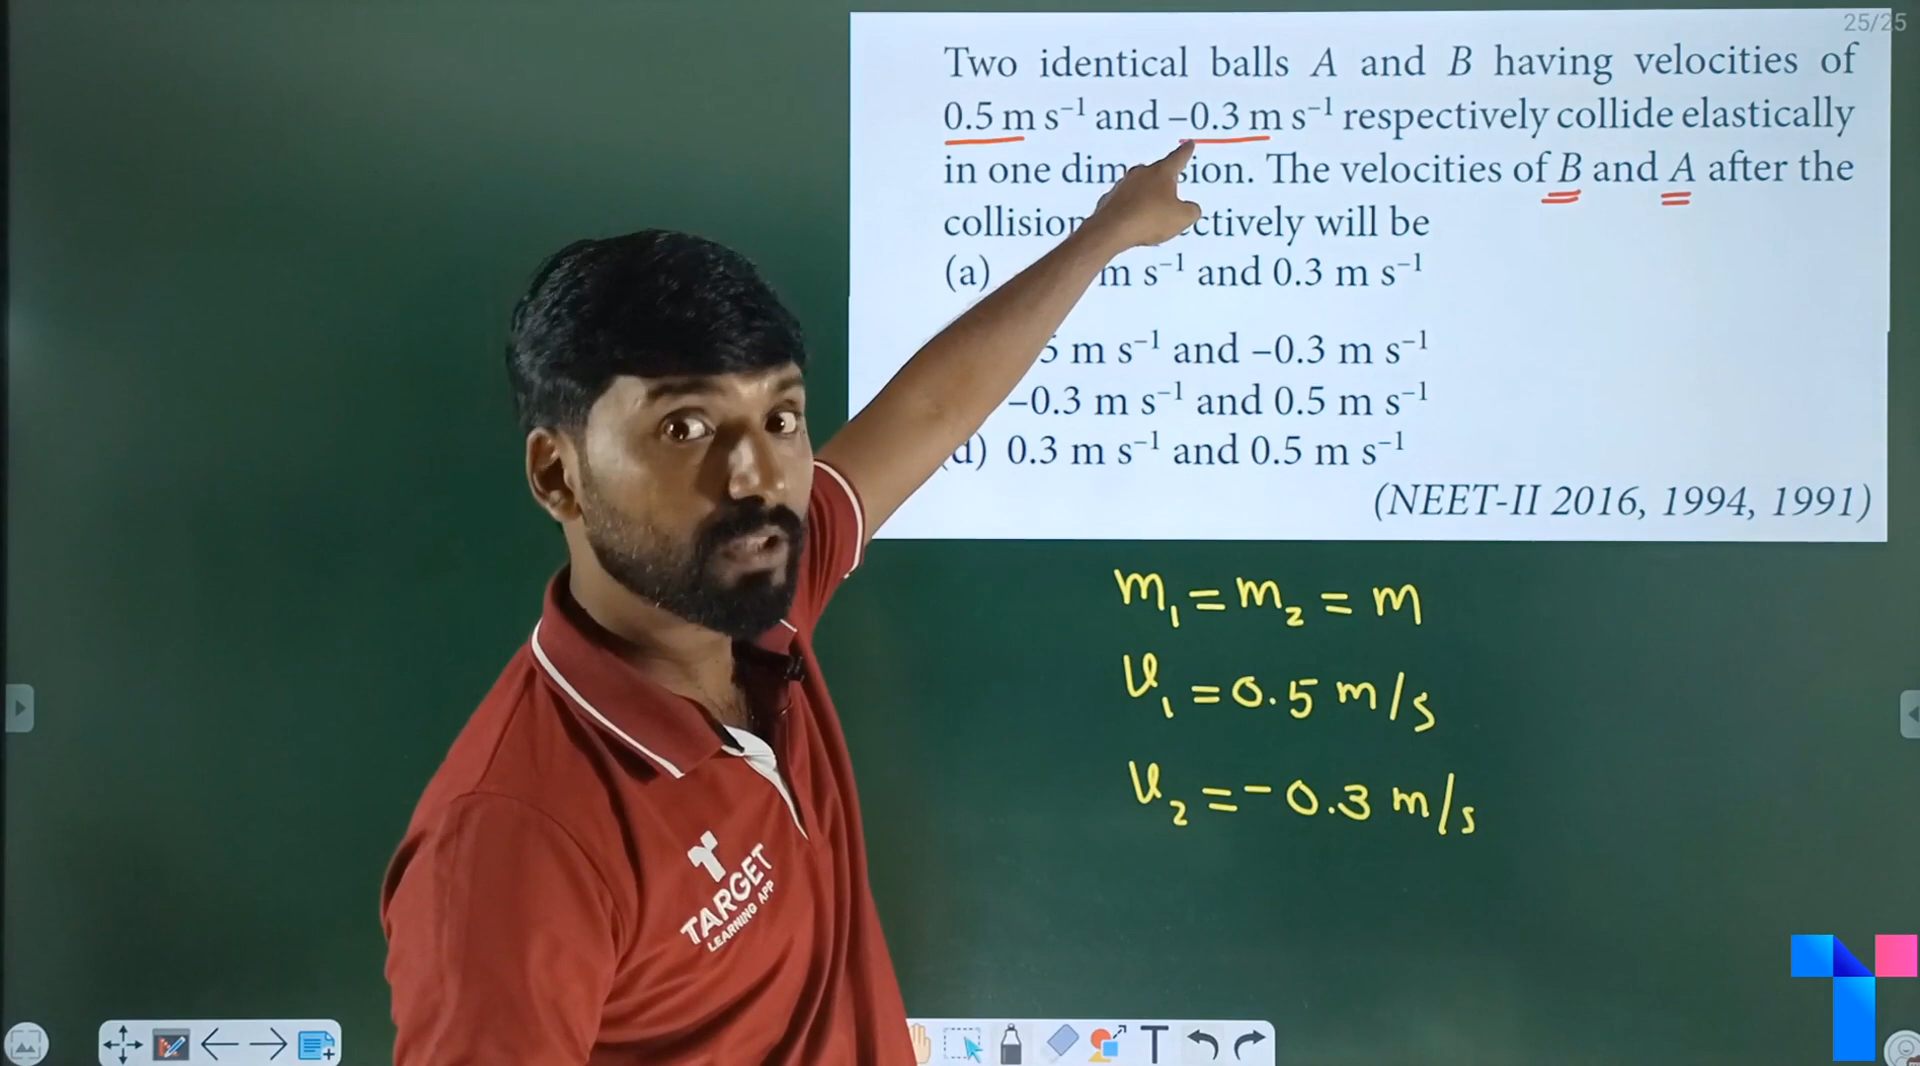 25/25
Two identical balls A and B having velocities of
0.5 m s⁻¹ and –0.3 m s⁻¹ respectively collide elastically
in one dim sion. The velocities of B and A after the
collision ctively will be
(a) m s⁻¹ and 0.3 m s⁻¹
5 m s⁻¹ and –0.3 m s⁻¹
–0.3 m s⁻¹ and 0.5 m s⁻¹
(d) 0.3 m s⁻¹ and 0.5 m s⁻¹
(NEET-II 2016, 1994, 1991)
m₁ = m₂ = m
u₁ = 0.5 m/s
u₂ = -0.3 m/s
TARGET
LEARNING APP
T